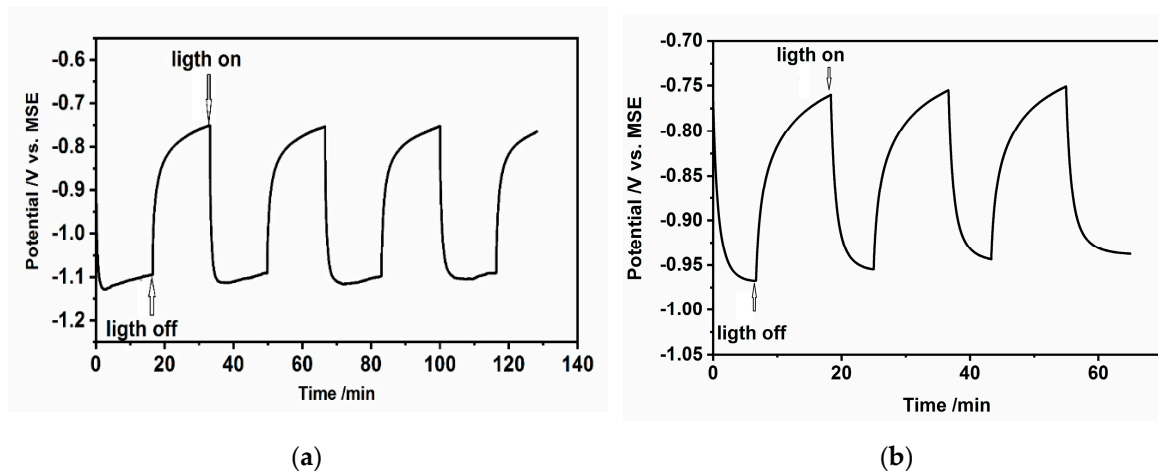 -0.6
-0.7
-0.8
-0.9
-1.0
-1.1
-1.2
Potential /V vs. MSE
ligth on
ligth off
0 20 40 60 80 100 120 140
Time /min
(a)
-0.70
-0.75
-0.80
-0.85
-0.90
-0.95
-1.00
-1.05
Potential /V vs. MSE
ligth on
ligth off
0 20 40 60
Time /min
(b)